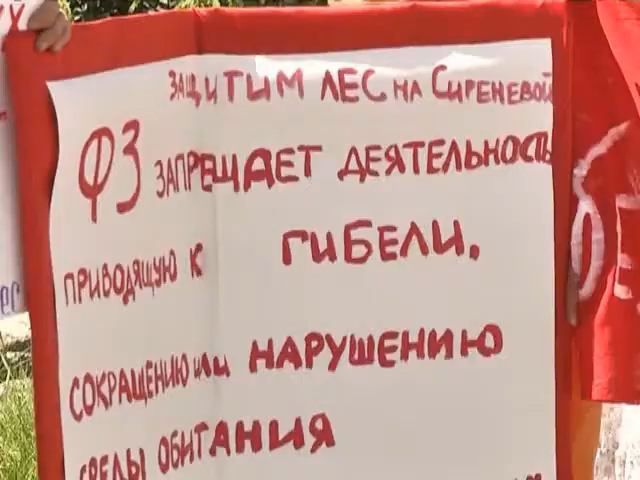 ЗАЩИТИМ ЛЕС НА СИРЕНЕВОЙ
ФЗ ЗАПРЕЩАЕТ ДЕЯТЕЛЬНОСТЬ
ПРИВОДЯЩУЮ К ГИБЕЛИ,
СОКРАЩЕНИЮ ИЛИ НАРУШЕНИЮ
СРЕДЫ ОБИТАНИЯ